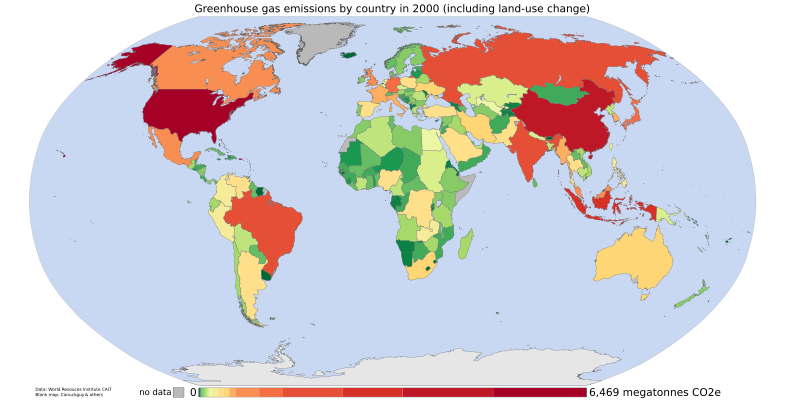 Greenhouse gas emissions by country in 2000 (including land-use change)
Data: World Resouces Institute CAIT
Blank map: Canuckguy & others
no data
0
6,469 megatonnes CO2e